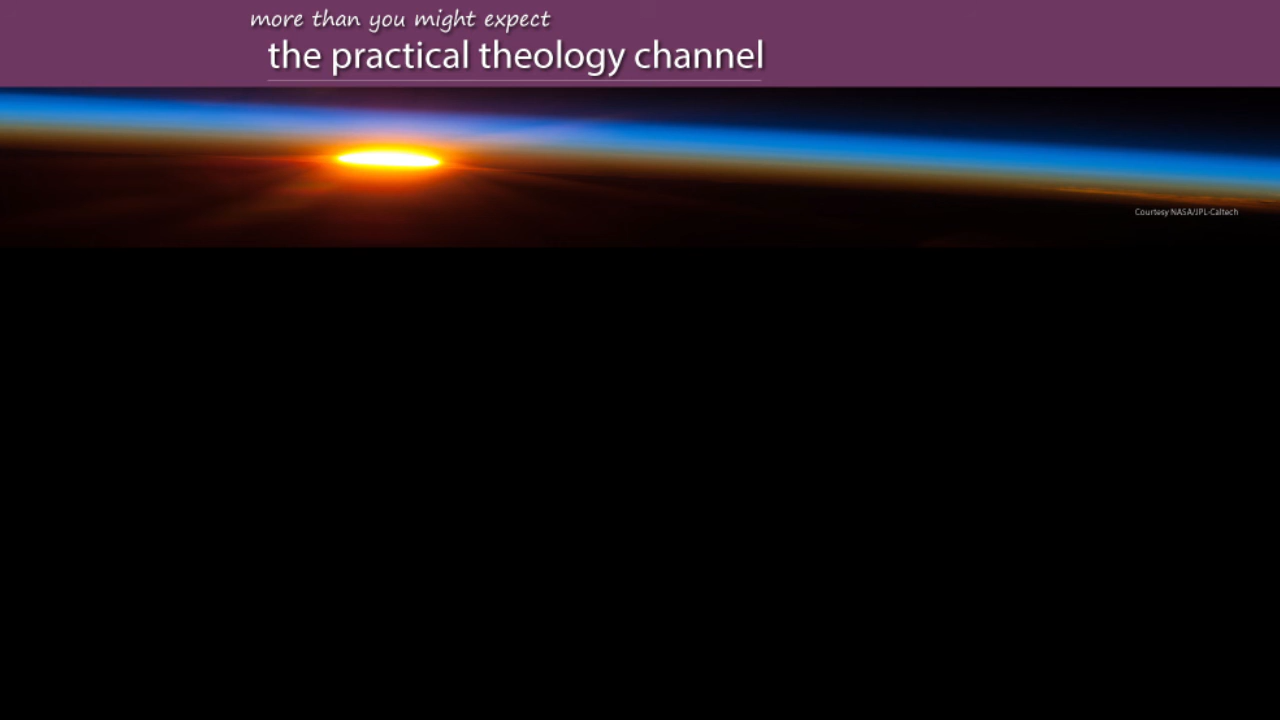 more than you might expect
the practical theology channel
Courtesy NASA/JPL-Caltech